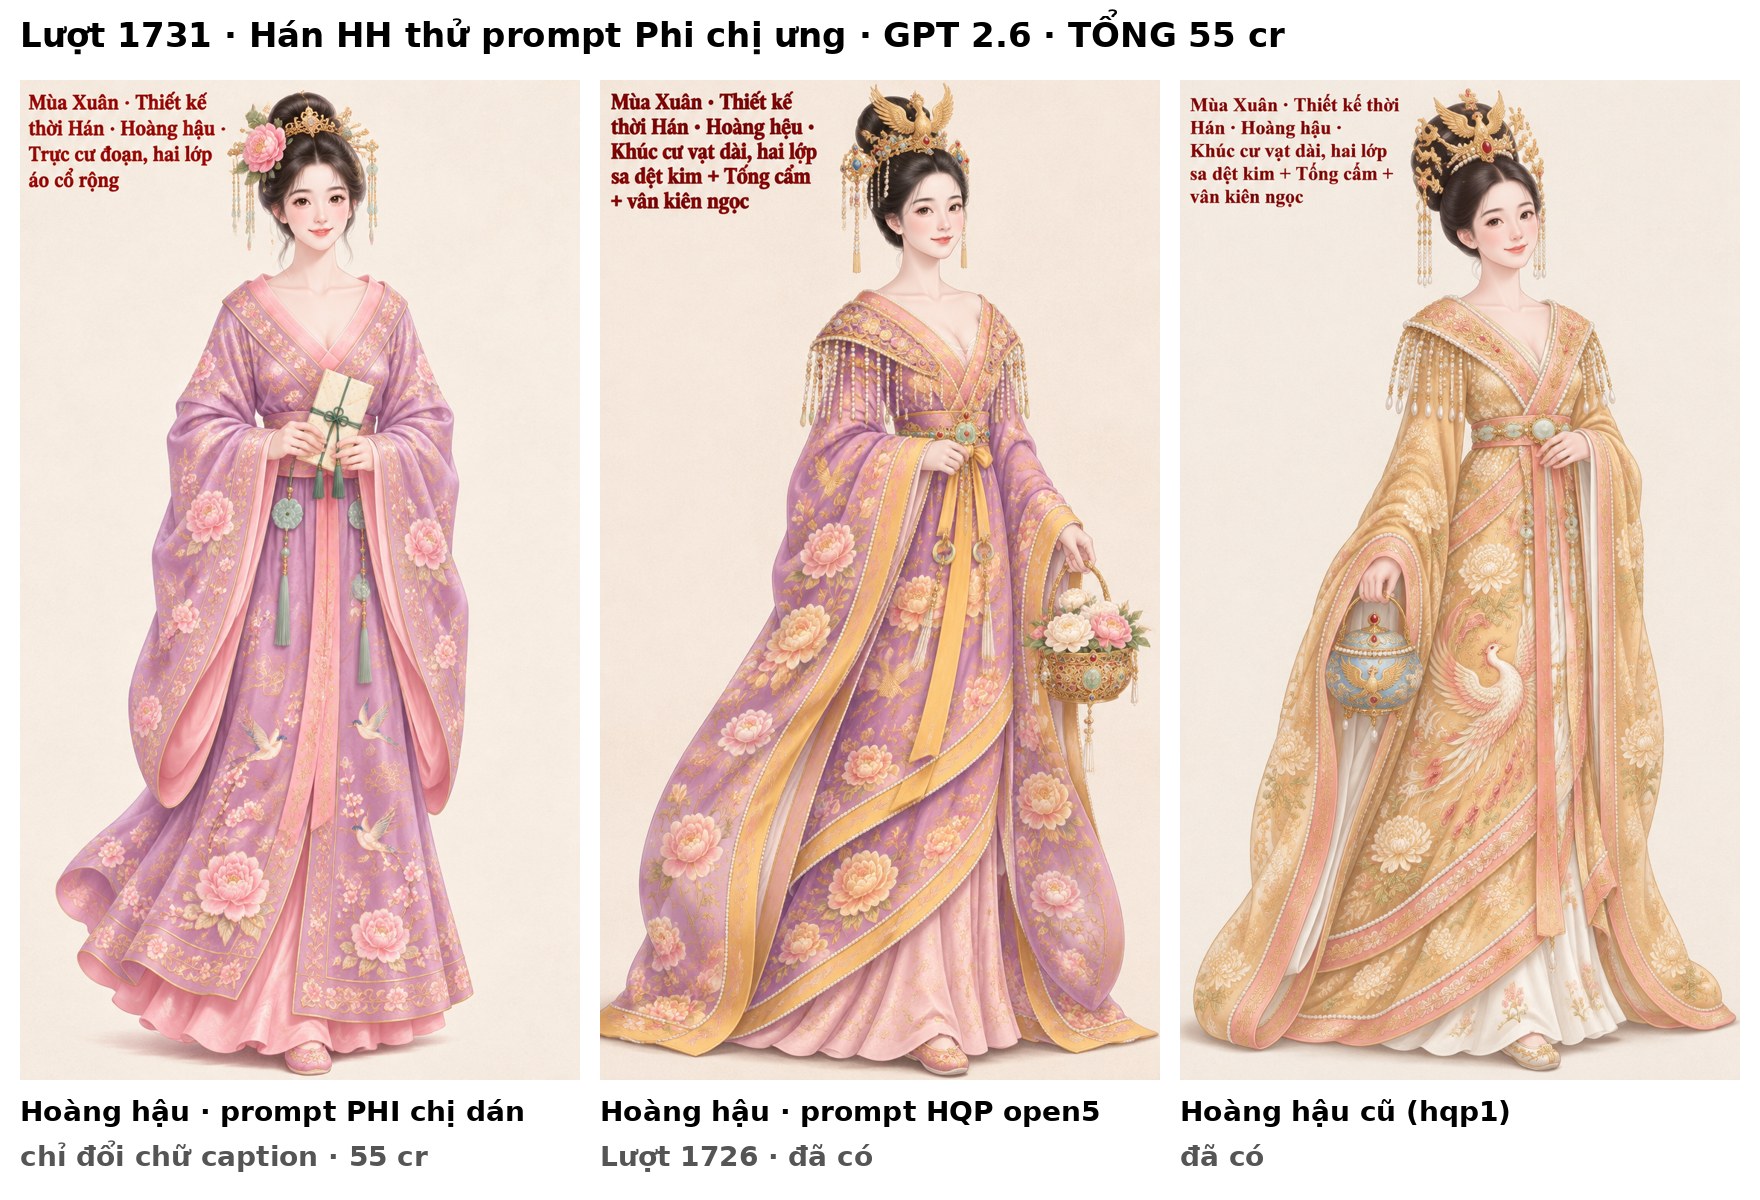 Lượt 1731 · Hán HH thử prompt Phi chị ưng · GPT 2.6 · TỔNG 55 cr
Mùa Xuân · Thiết kế
thời Hán · Hoàng hậu ·
Trực cư đoạn, hai lớp
áo cổ rộng
Mùa Xuân · Thiết kế
thời Hán · Hoàng hệu ·
Khúc cư vạt dài, hai lớp
sa dệt kim + Tống cẩm
+ vân kiên ngọc
Mùa Xuân · Thiết kế thời
Hán · Hoàng hậu ·
Khúc cư vạt dài, hai lớp
sa dệt kim + Tống cẩm +
vân kiên ngọc
Hoàng hậu · prompt PHI chị dán
chỉ đổi chữ caption · 55 cr
Hoàng hậu · prompt HQP open5
Lượt 1726 · đã có
Hoàng hậu cũ (hqp1)
đã có